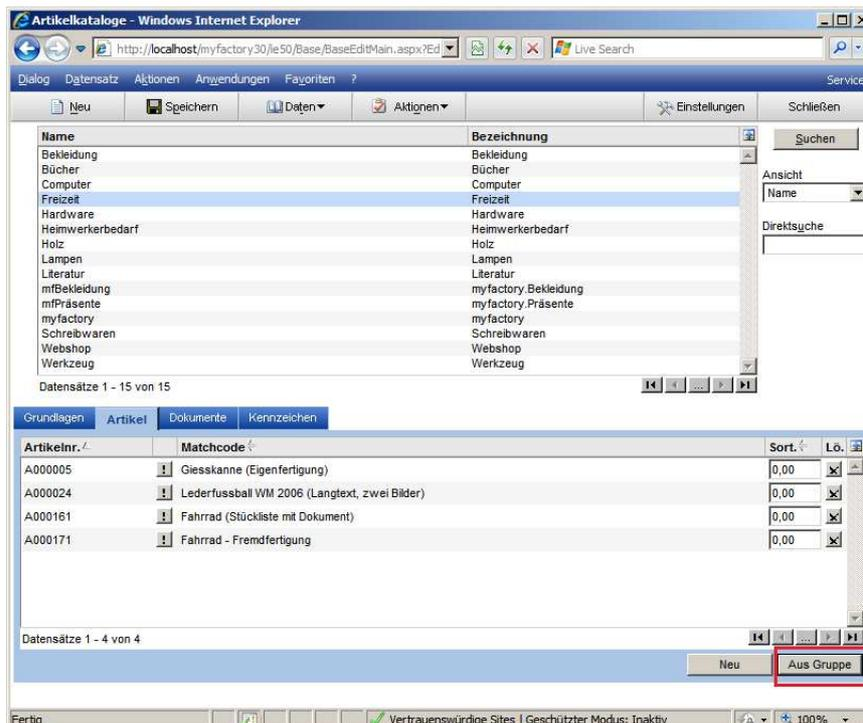 Artikelkataloge - Windows Internet Explorer
http://localhost/myfactory30/ie50/Base/BaseEditMain.aspx?Ed
Live Search
Dialog Datensatz Aktionen Anwendungen Favoriten ? Service
Neu Speichern Daten Aktionen Einstellungen Schließen
Name Bezeichnung
Suchen
Bekleidung Bekleidung
Bücher Bücher
Computer Computer
Ansicht
Freizeit Freizeit
Name
Hardware Hardware
Heimwerkerbedarf Heimwerkerbedarf
Direktsuche
Holz Holz
Lampen Lampen
Literatur Literatur
mfBekleidung myfactory.Bekleidung
mfPräsente myfactory.Präsente
myfactory myfactory
Schreibwaren Schreibwaren
Webshop Webshop
Werkzeug Werkzeug
Datensätze 1 - 15 von 15 ...
Grundlagen Artikel Dokumente Kennzeichen
Artikelnr. Matchcode Sort. Lö.
A000005 ! Giesskanne (Eigenfertigung) 0,00
A000024 ! Lederfussball WM 2006 (Langtext, zwei Bilder) 0,00
A000161 ! Fahrrad (Stückliste mit Dokument) 0,00
A000171 ! Fahrrad - Fremdfertigung 0,00
Datensätze 1 - 4 von 4 ...
Neu Aus Gruppe
Fertig Vertrauenswürdige Sites | Geschützter Modus: Inaktiv 100%